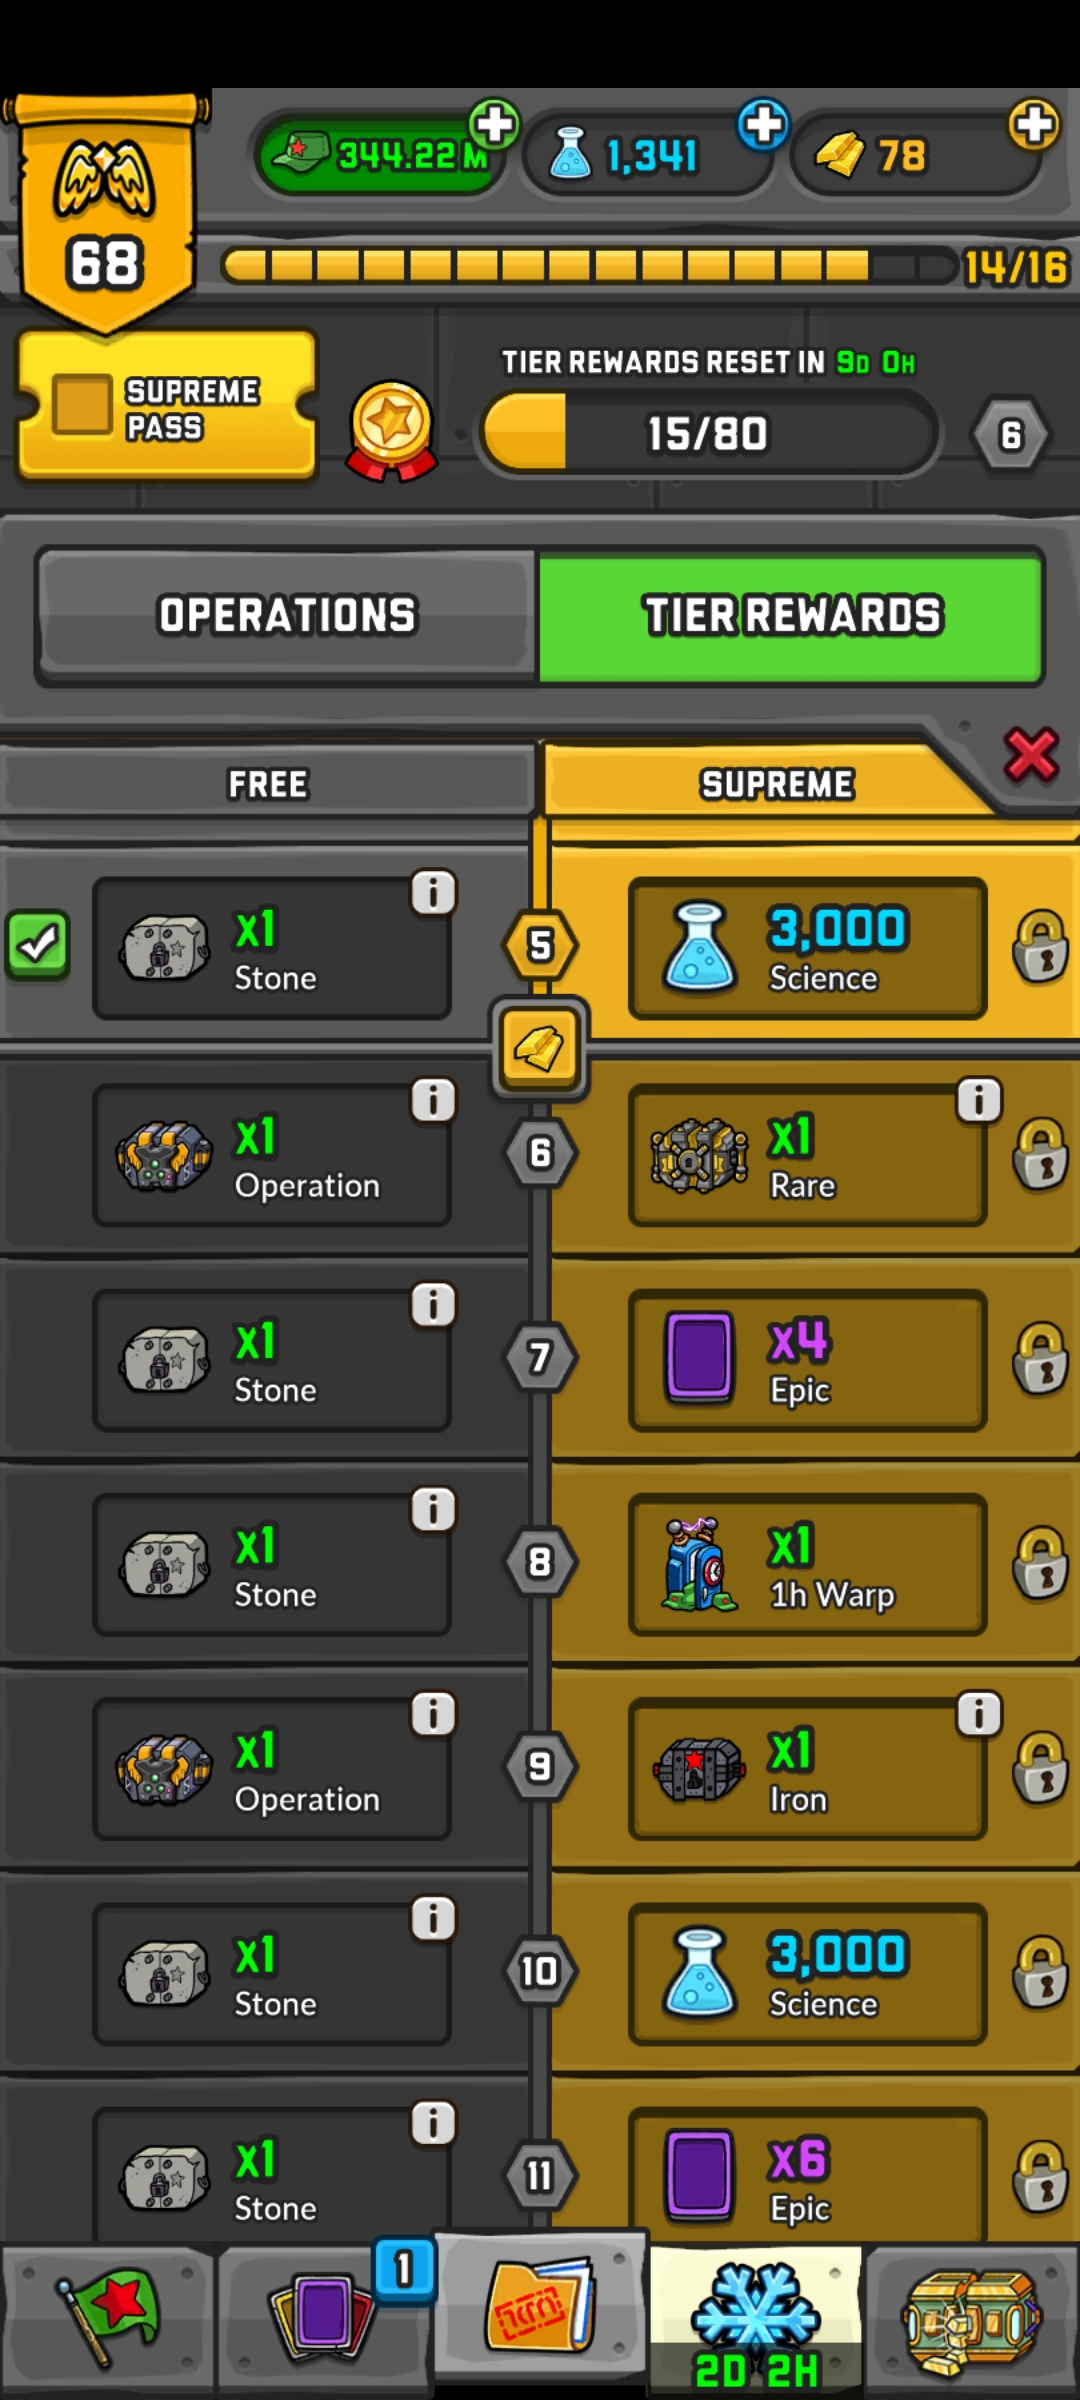 344.22M
1,341
78
68
14/16
SUPREME
PASS
TIER REWARDS RESET IN 9D 0H
15/80
6
OPERATIONS
TIER REWARDS
FREE
SUPREME
i
x1
Stone
5
3,000
Science
i
x1
Operation
6
i
x1
Rare
i
x1
Stone
7
x4
Epic
i
x1
Stone
8
x1
1h Warp
i
x1
Operation
9
i
x1
Iron
i
x1
Stone
10
3,000
Science
i
x1
Stone
11
x6
Epic
1
2D 2H